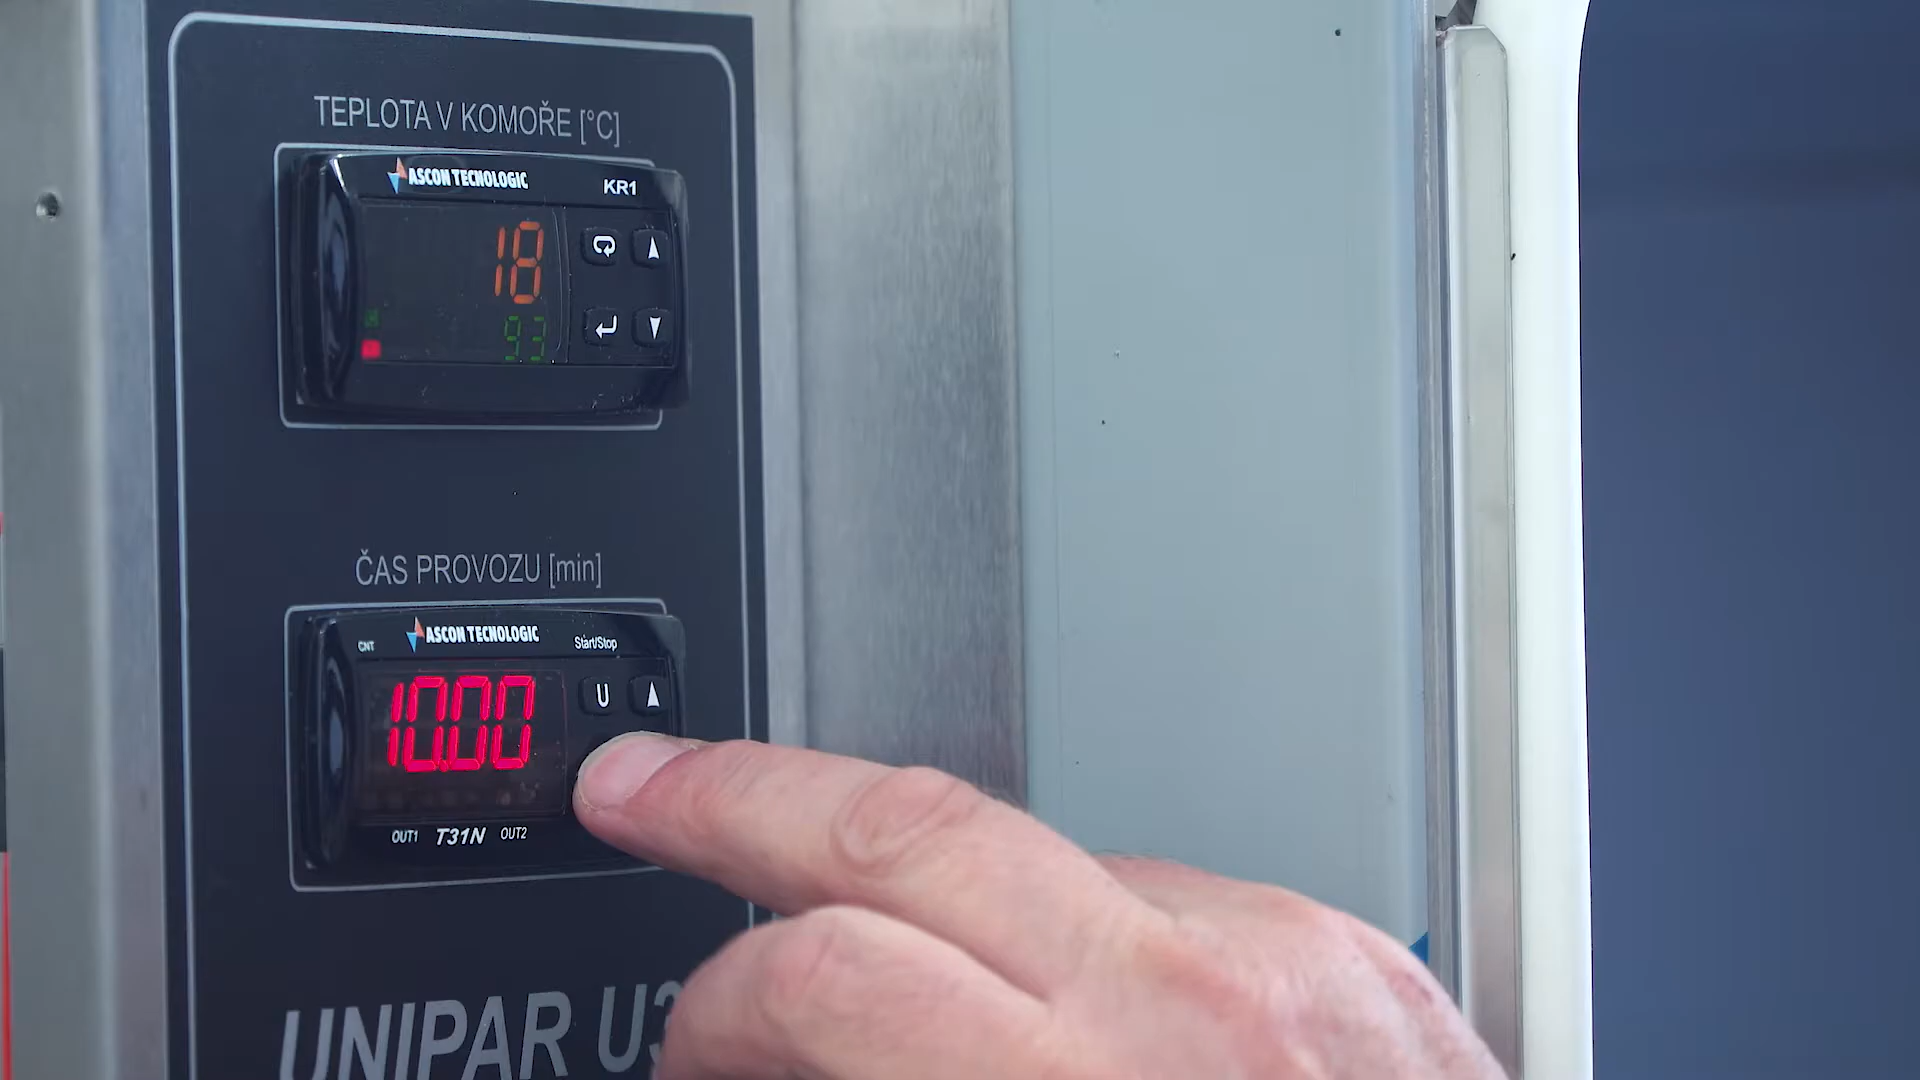 TEPLOTA V KOMOŘE [°C]
ASCON TECNOLOGIC
KR1
18
93
ČAS PROVOZU [min]
CNT
ASCON TECNOLOGIC
Start/Stop
10.00
U
OUT1 T31N OUT2
UNIPAR